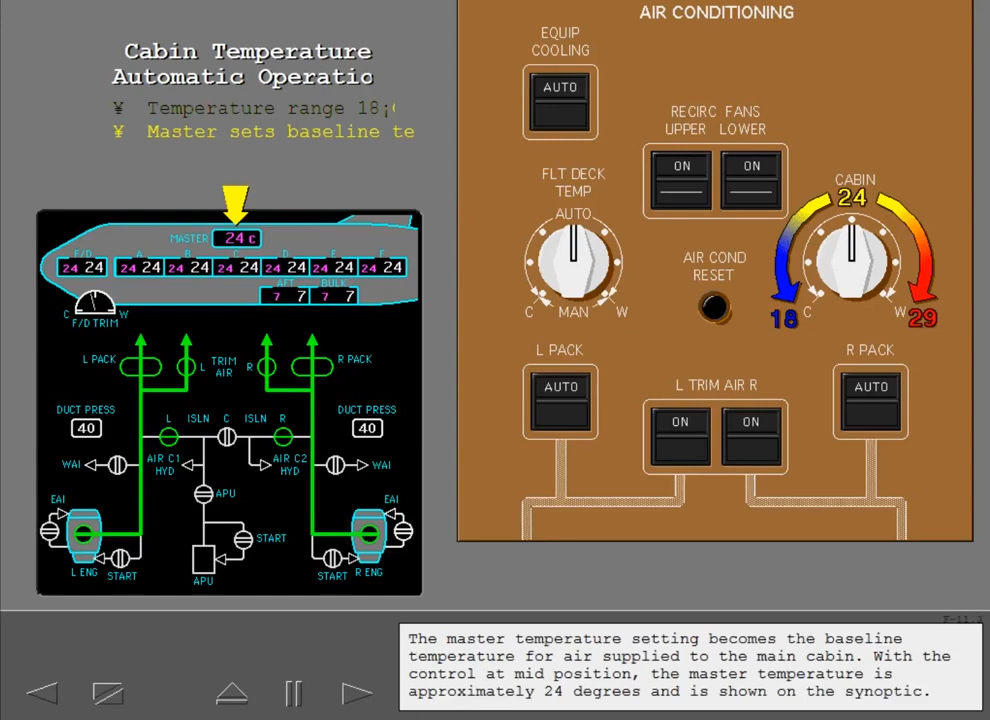 Cabin Temperature
Automatic Operatio
¥ Temperature range 18¡
¥ Master sets baseline te
MASTER 24 C
F/D A B C D E F
24 24 24 24 24 24 24 24 24 24 24 24 24 24
AFT BULK
7 7 7 7
C W
F/D TRIM
L PACK L TRIM AIR R R PACK
DUCT PRESS
40
L ISLN C ISLN R
DUCT PRESS
40
WAI
AIR C1
HYD
AIR C2
HYD
WAI
EAI
APU
EAI
START
L ENG START
APU
START R ENG
AIR CONDITIONING
EQUIP
COOLING
AUTO
RECIRC FANS
UPPER LOWER
ON ON
FLT DECK
TEMP
AUTO
C MAN W
AIR COND
RESET
CABIN
24
C W
18 29
L PACK
AUTO
L TRIM AIR R
ON ON
R PACK
AUTO
The master temperature setting becomes the baseline
temperature for air supplied to the main cabin. With the
control at mid position, the master temperature is
approximately 24 degrees and is shown on the synoptic.